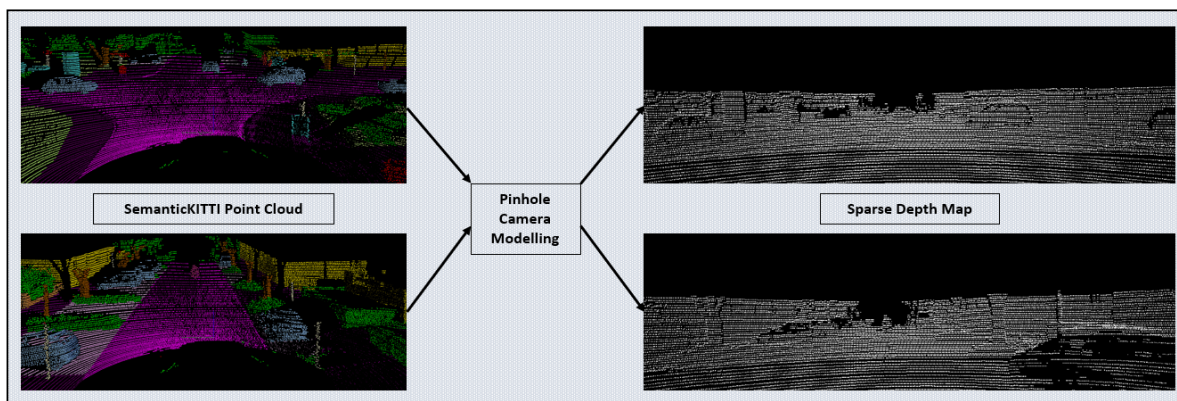 SemanticKITTI Point Cloud
Pinhole
Camera
Modelling
Sparse Depth Map